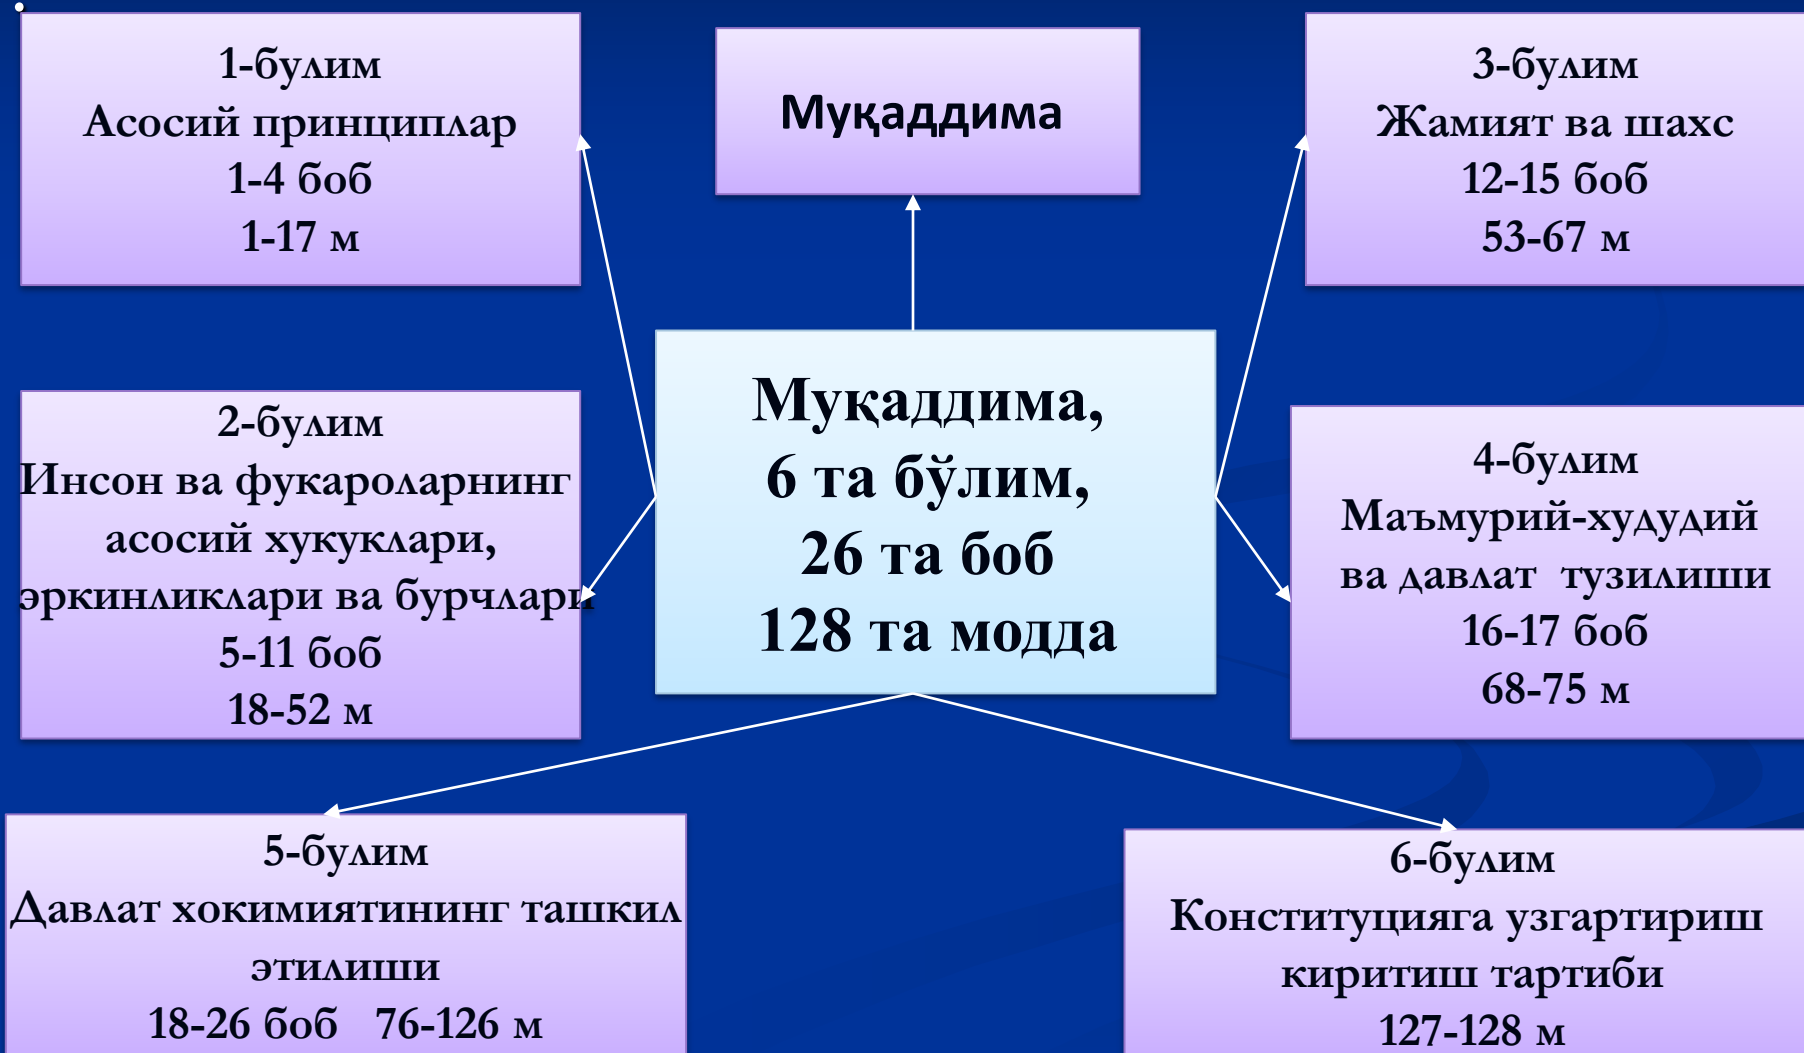 1-булим
Асосий принциплар
1-4 боб
1-17 м
Муқаддима
3-булим
Жамият ва шахс
12-15 боб
53-67 м
2-булим
Инсон ва фукароларнинг
асосий хукуклари,
эркинликлари ва бурчлари
5-11 боб
18-52 м
Муқаддима,
6 та бўлим,
26 та боб
128 та модда
4-булим
Маъмурий-худудий
ва давлат тузилиши
16-17 боб
68-75 м
5-булим
Давлат хокимиятининг ташкил
этилиши
18-26 боб 76-126 м
6-булим
Конституцияга узгартириш
киритиш тартиби
127-128 м